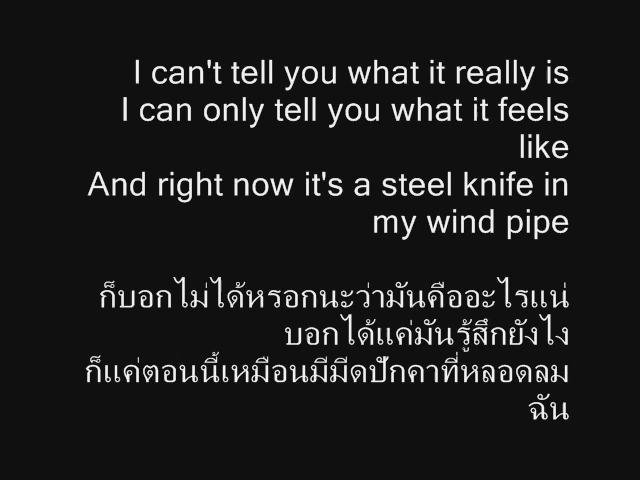 I can't tell you what it really is
I can only tell you what it feels
like
And right now it's a steel knife in
my wind pipe
ก็บอกไม่ได้หรอกนะว่ามันคืออะไรแน่
บอกได้แค่มันรู้สึกยังไง
ก็แค่ตอนนี้เหมือนมีมีดปักคาที่หลอดลม
ฉัน